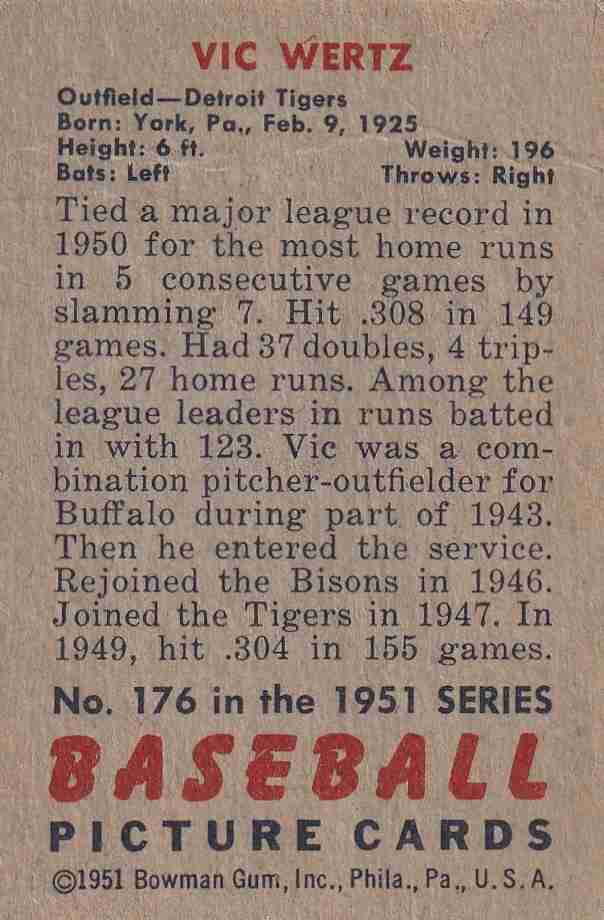 VIC WERTZ
Outfield—Detroit Tigers
Born: York, Pa., Feb. 9, 1925
Height: 6 ft. Weight: 196
Bats: Left Throws: Right
Tied a major league record in
1950 for the most home runs
in 5 consecutive games by
slamming 7. Hit .308 in 149
games. Had 37 doubles, 4 trip-
les, 27 home runs. Among the
league leaders in runs batted
in with 123. Vic was a com-
bination pitcher-outfielder for
Buffalo during part of 1943.
Then he entered the service.
Rejoined the Bisons in 1946.
Joined the Tigers in 1947. In
1949, hit .304 in 155 games.
No. 176 in the 1951 SERIES
BASEBALL
PICTURE CARDS
©1951 Bowman Gum, Inc., Phila., Pa., U. S. A.